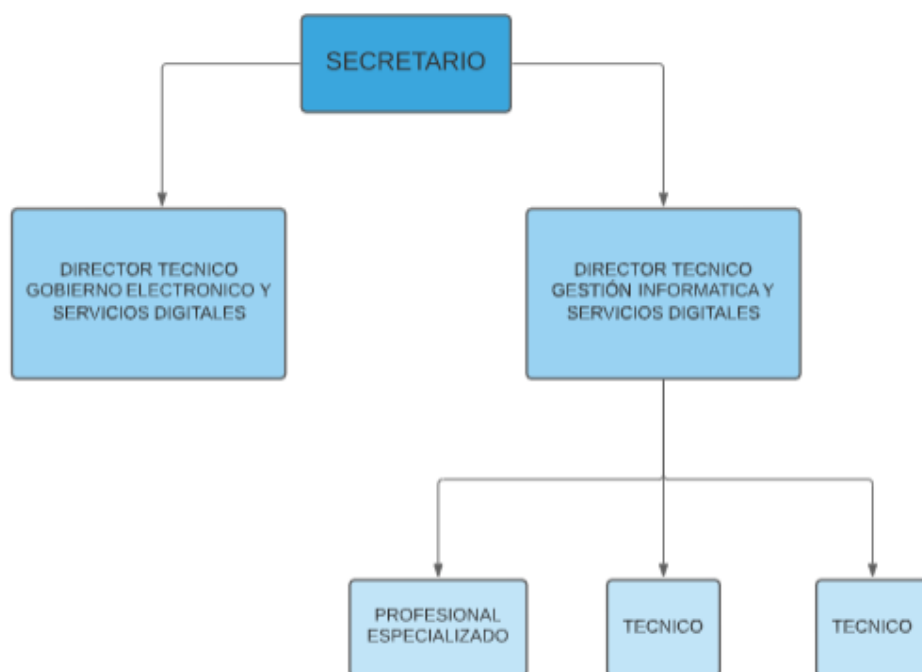 SECRETARIO
DIRECTOR TECNICO
GOBIERNO ELECTRONICO Y
SERVICIOS DIGITALES
DIRECTOR TECNICO
GESTIÓN INFORMATICA Y
SERVICIOS DIGITALES
PROFESIONAL
ESPECIALIZADO
TECNICO
TECNICO